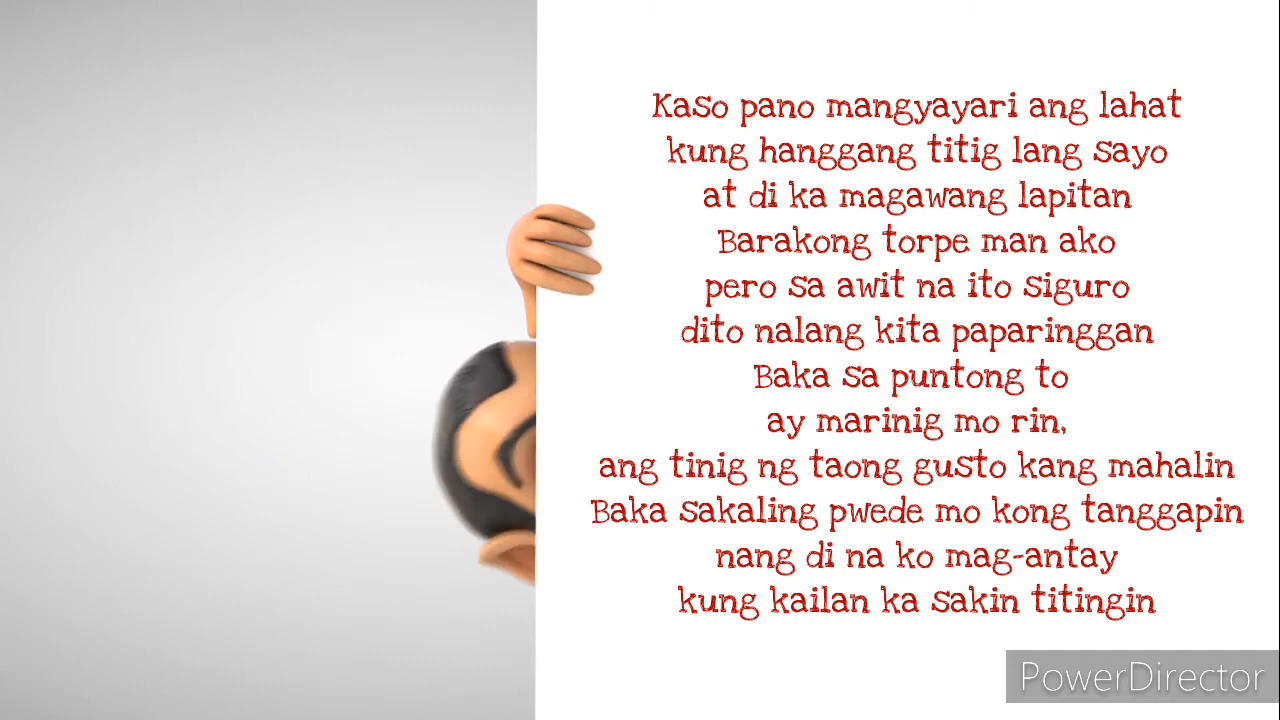 Kaso pano mangyayari ang lahat
kung hanggang titig lang sayo
at di ka magawang lapitan
Barakong torpe man ako
pero sa awit na ito siguro
dito nalang kita paparinggan
Baka sa puntong to
ay marinig mo rin,
ang tinig ng taong gusto kang mahalin
Baka sakaling pwede mo kong tanggapin
nang di na ko mag-antay
kung kailan ka sakin titingin
PowerDirector